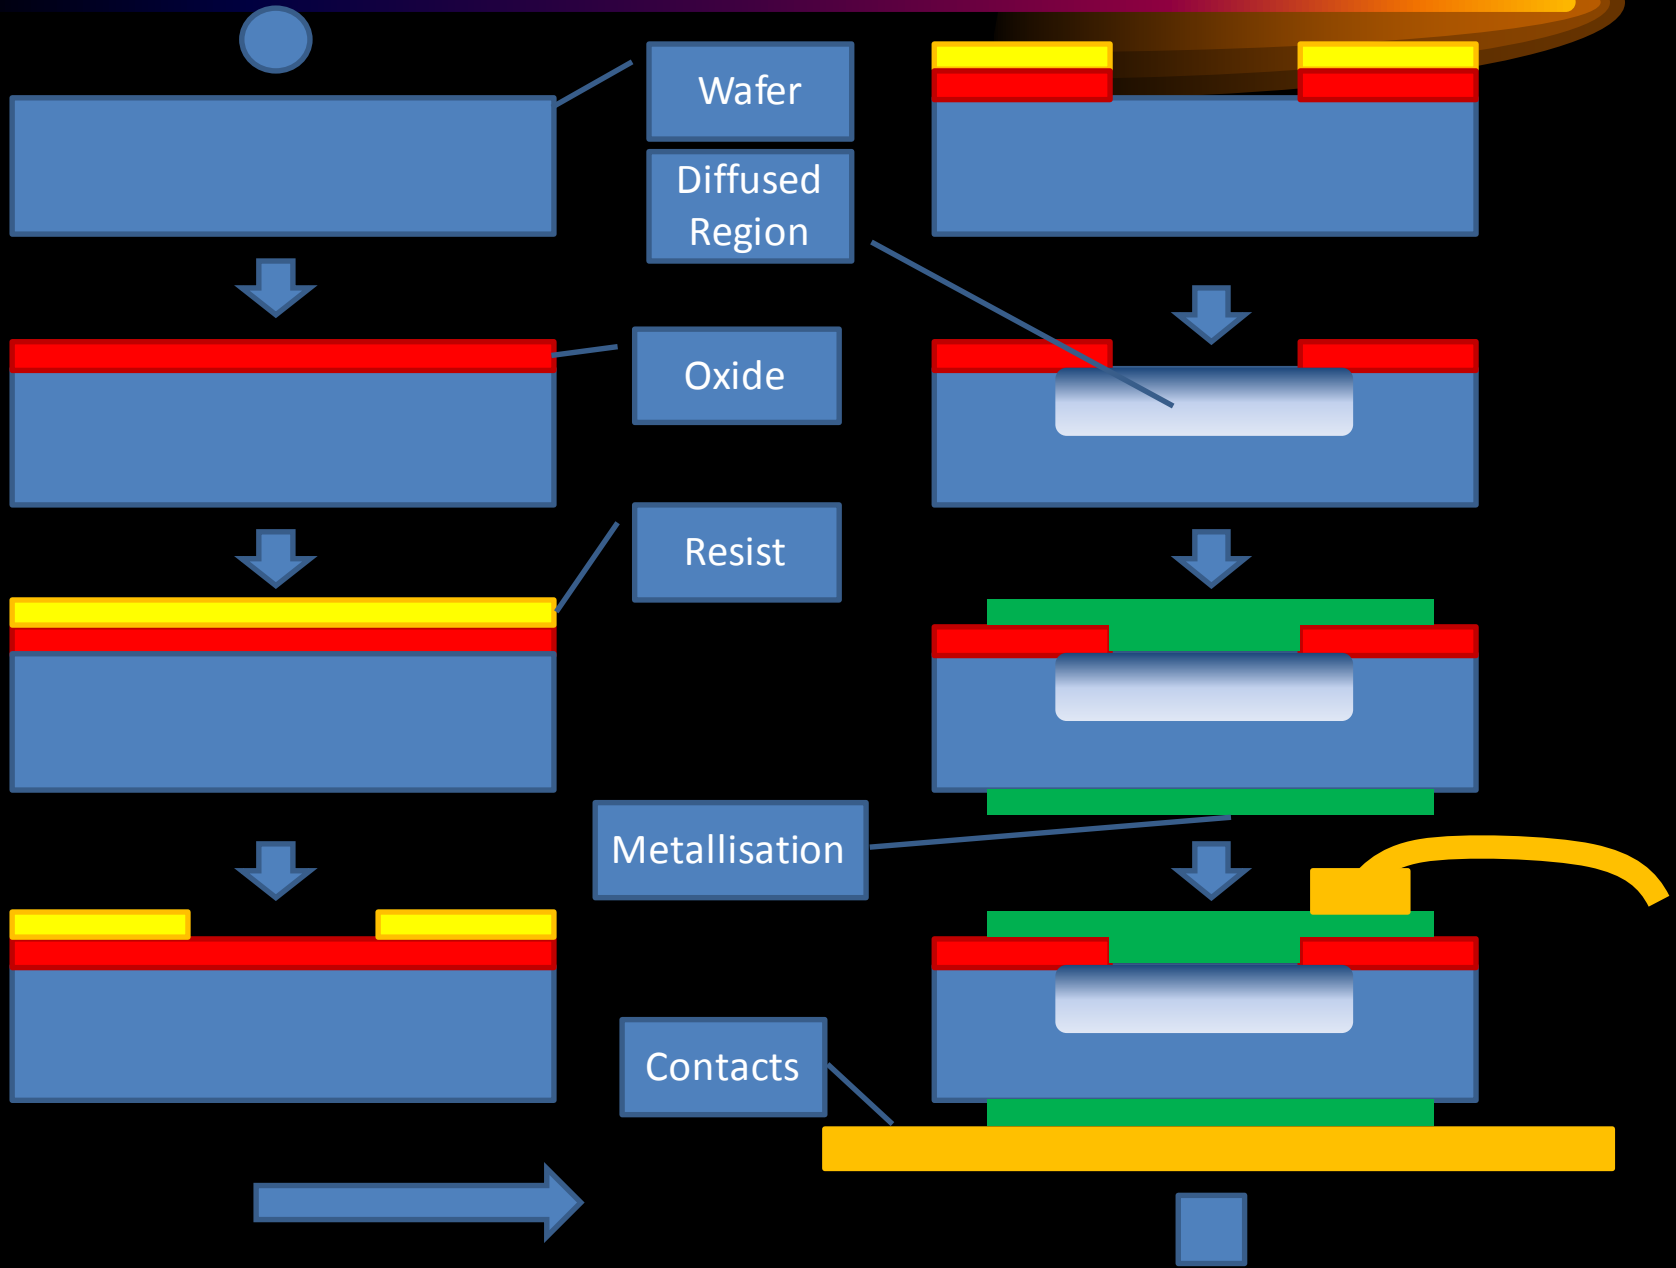 Wafer
Diffused
Region
Oxide
Resist
Metallisation
Contacts